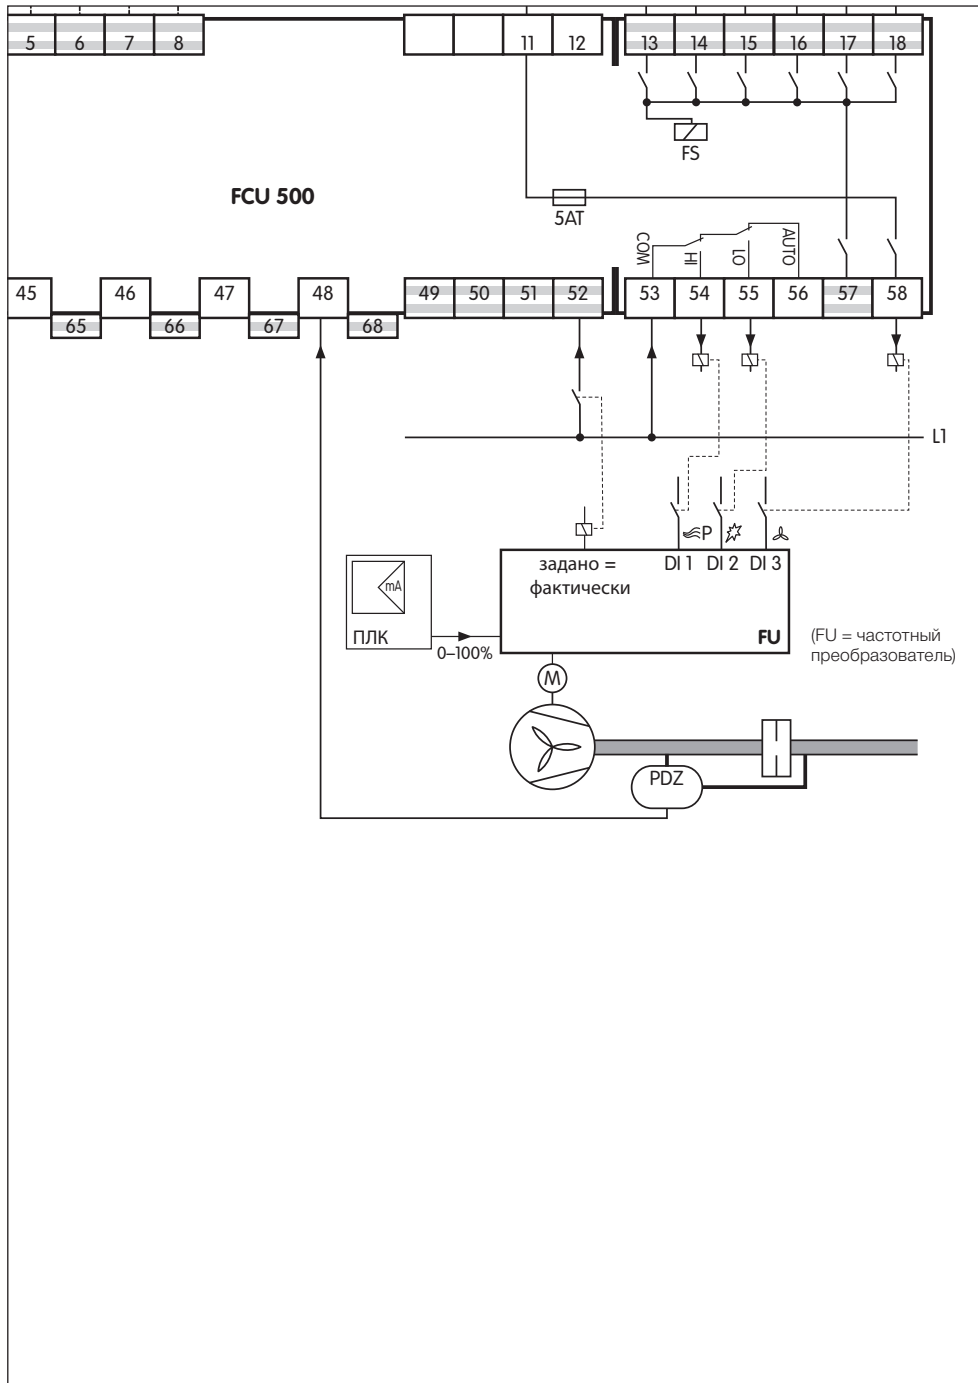 5 6 7 8 11 12 13 14 15 16 17 18
FS
FCU 500
5AT
COM HI LO AUTO
45 46 47 48 49 50 51 52 53 54 55 56 57 58
65 66 67 68
L1
P
задано = DI 1 DI 2 DI 3
фактически
mA
ПЛК
0–100%
FU
(FU = частотный
преобразователь)
M
PDZ